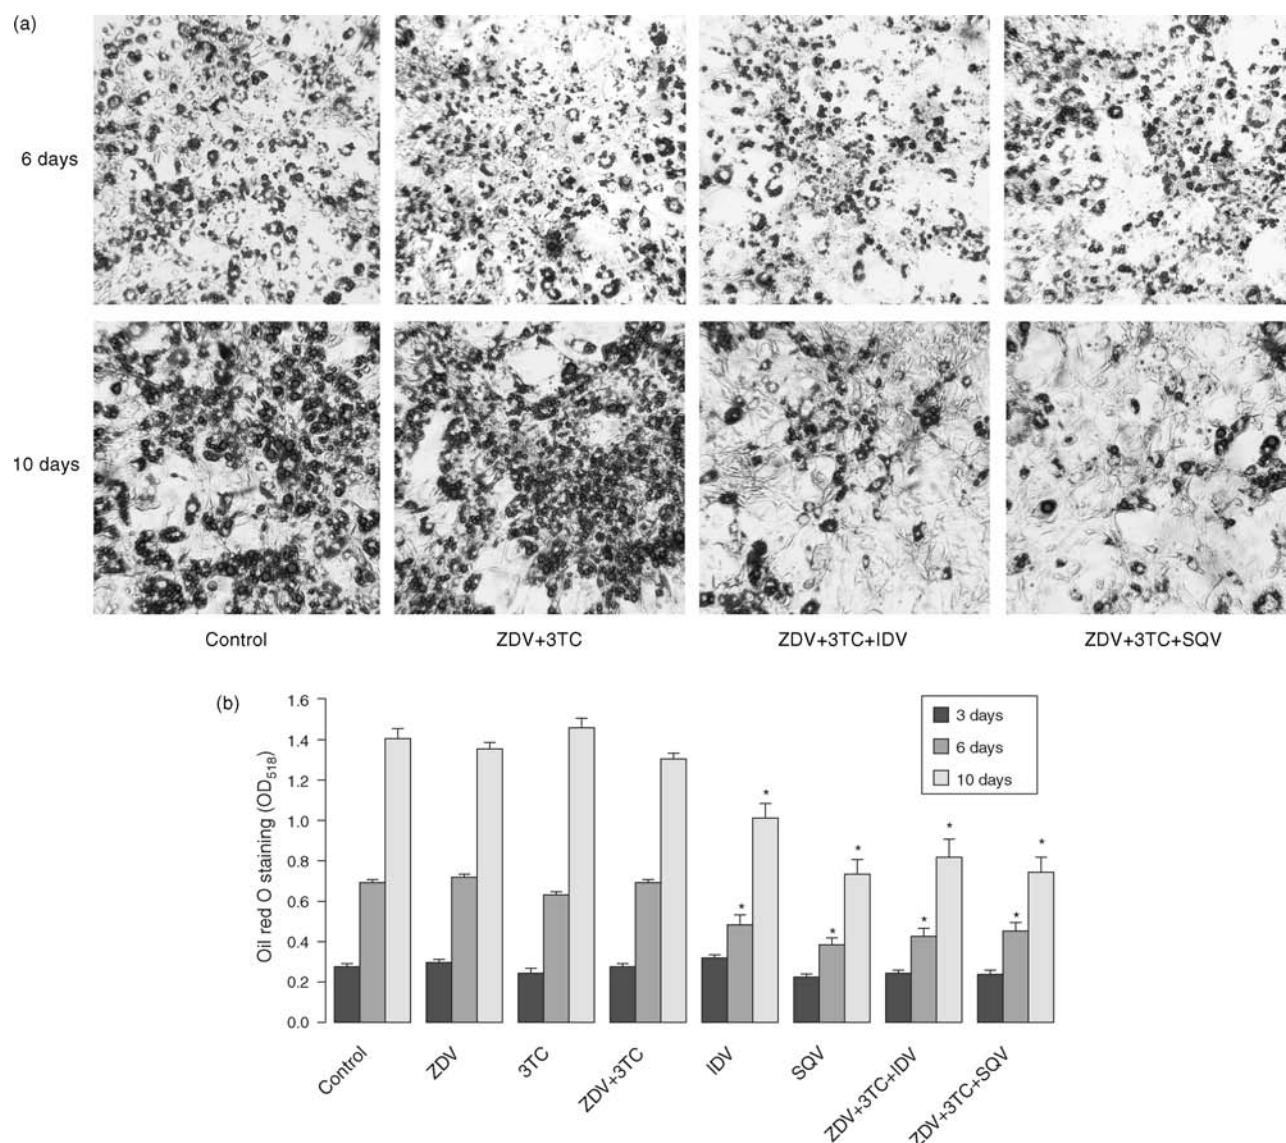 (a)
6 days
10 days
Control ZDV+3TC ZDV+3TC+IDV ZDV+3TC+SQV
(b)
Oil red O staining (OD518)
1.6
1.4
1.2
1.0
0.8
0.6
0.4
0.2
0.0
3 days
6 days
10 days
* * * *
* * * *
Control ZDV 3TC ZDV+3TC IDV SQV ZDV+3TC+IDV ZDV+3TC+SQV